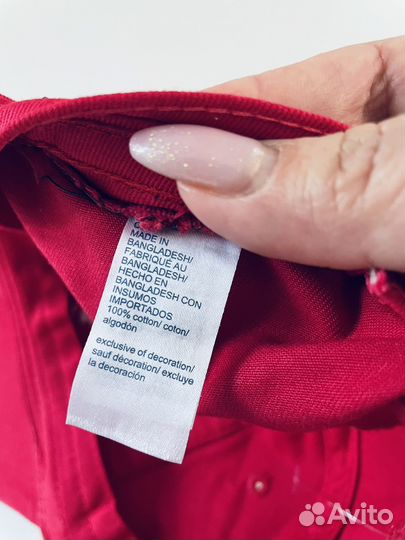 MADE IN
BANGLADESH/
FABRIQUÉ AU
BANGLADESH/
HECHO EN
BANGLADESH CON
INSUMOS
IMPORTADOS
100% cotton/ coton/
algodón
exclusive of decoration/
sauf décoration/ excluye
la decoración
Avito